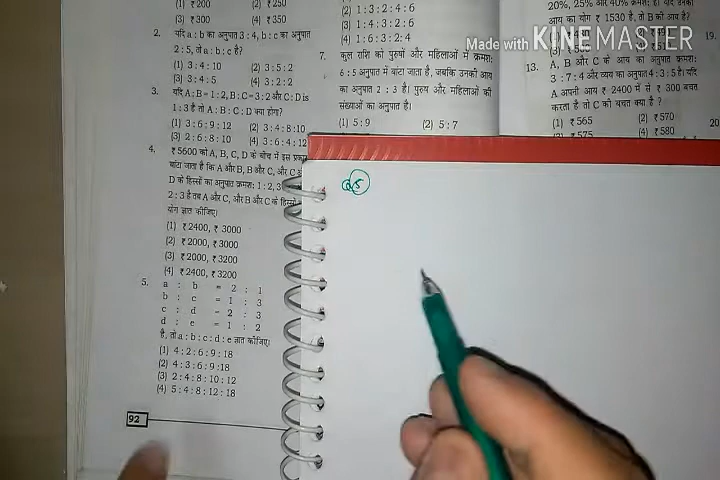 (1) ₹200 (2) ₹250
(3) ₹300 (4) ₹350
2. यदि a : b का अनुपात 3 : 4, b : c का अनुपात
2 : 5, तो a : b : c है?
(1) 3 : 4 : 10 (2) 3 : 5 : 2
(3) 3 : 4 : 5 (4) 3 : 2 : 2
3. यदि A : B = 1 : 2, B : C = 3 : 2 और C : D is
1 : 3 है तो A : B : C : D क्या होगा?
(1) 3 : 6 : 9 : 12 (2) 3 : 4 : 8 : 10
(3) 2 : 6 : 8 : 10 (4) 3 : 6 : 4 : 12
4. ₹ 5600 को A, B, C, D के बीच में इस प्रकार
बांटा जाता है कि A और B, B और C, और C
D के हिस्सों का अनुपात क्रमशः 1 : 2, 3
2 : 3 है तब A और C, और B और C के हिस्सों
योग ज्ञात कीजिए।
(1) ₹ 2400, ₹ 3000
(2) ₹ 2000, ₹ 3000
(3) ₹ 2000, ₹ 3200
(4) ₹ 2400, ₹ 3200
5. a : b = 2 : 1
b : c = 1 : 3
c : d = 2 : 3
d : e = 1 : 2
है, तो a : b : c : d : e ज्ञात कीजिए।
(1) 4 : 2 : 6 : 9 : 18
(2) 4 : 3 : 6 : 9 : 18
(3) 2 : 4 : 8 : 10 : 12
(4) 5 : 4 : 8 : 12 : 18
92
(2) 1 : 3 : 2 : 4 : 6
(3) 1 : 4 : 3 : 2 : 6
(4) 1 : 6 : 3 : 2 : 4
7. कुल राशि को पुरुषों और महिलाओं में क्रमशः
6 : 5 अनुपात में बाटा जाता है, जबकि उनकी आय
का अनुपात 2 : 3 है। पुरुष और महिलाओं की
संख्याओं का अनुपात है।
(1) 5 : 9 (2) 5 : 7
20%, 25% और 40% क्रमशः है। यदि उनकी
आय का योग ₹ 1530 है, तो B की आय है?
Made with KINEMASTER
19.
13. A, B और C के आय का अनुपात क्रमशः
3 : 7 : 4 और व्यय का अनुपात 4 : 3 : 5 है। यदि
A अपनी आय ₹ 2400 में से ₹ 300 बचत
करता है तो C की बचत क्या है ?
(1) ₹565 (2) ₹570
₹575 (4) ₹580
20
5